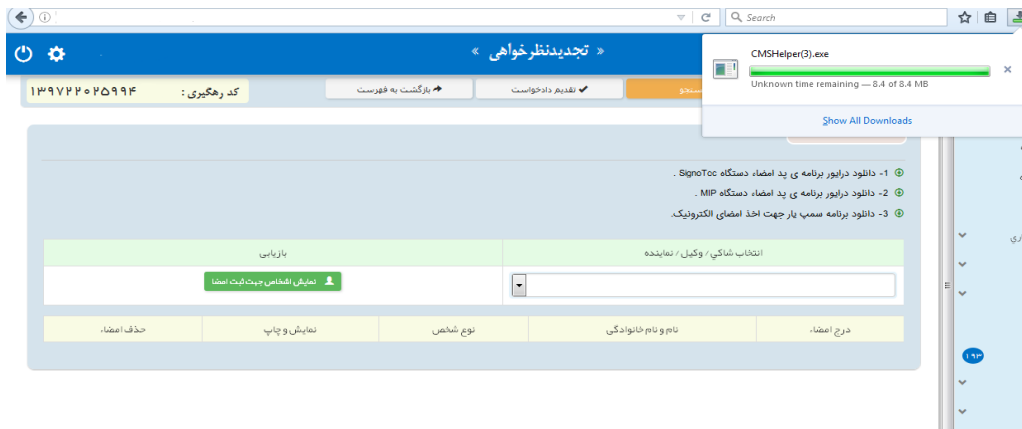 Search
« تجدیدنظرخواهی »
CMSHelper(3).exe
Unknown time remaining — 8.4 of 8.4 MB
Show All Downloads
تقدیم دادخواست
بازگشت به فهرست
کد رهگیری : ۱۳۹۷۲۲۰۲۵۹۹۴
1- دانلود درایور برنامه ی پد امضاء دستگاه SignoTcc .
2- دانلود درایور برنامه ی پد امضاء دستگاه MIP .
3- دانلود برنامه سمپ یار جهت اخذ امضای الکترونیک.
انتخاب شاکي / وکیل / نماینده
بازیابی
نمایش اشخاص جهت ثبت امضا
درج امضاء
نام و نام خانوادگی
نوع شخص
نمایش و چاپ
حذف امضاء
۱۹۳